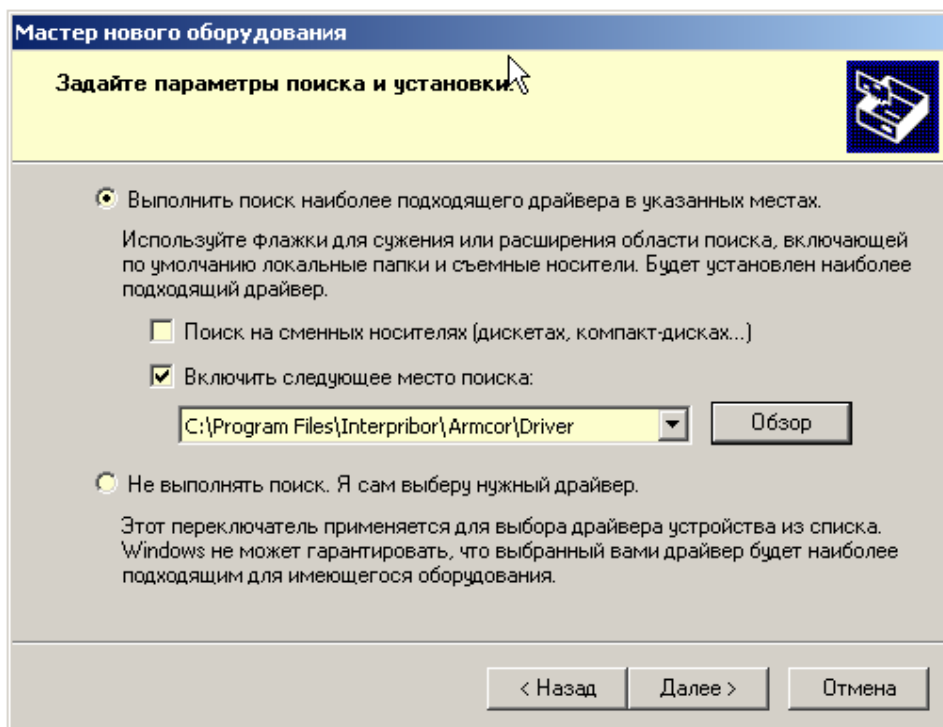 Мастер нового оборудования
Задайте параметры поиска и установки.
Выполнить поиск наиболее подходящего драйвера в указанных местах.
Используйте флажки для сужения или расширения области поиска, включающей
по умолчанию локальные папки и съемные носители. Будет установлен наиболее
подходящий драйвер.
Поиск на сменных носителях (дискетах, компакт-дисках...)
Включить следующее место поиска:
C:\Program Files\Interpribor\Armcor\Driver
Обзор
Не выполнять поиск. Я сам выберу нужный драйвер.
Этот переключатель применяется для выбора драйвера устройства из списка.
Windows не может гарантировать, что выбранный вами драйвер будет наиболее
подходящим для имеющегося оборудования.
< Назад
Далее >
Отмена